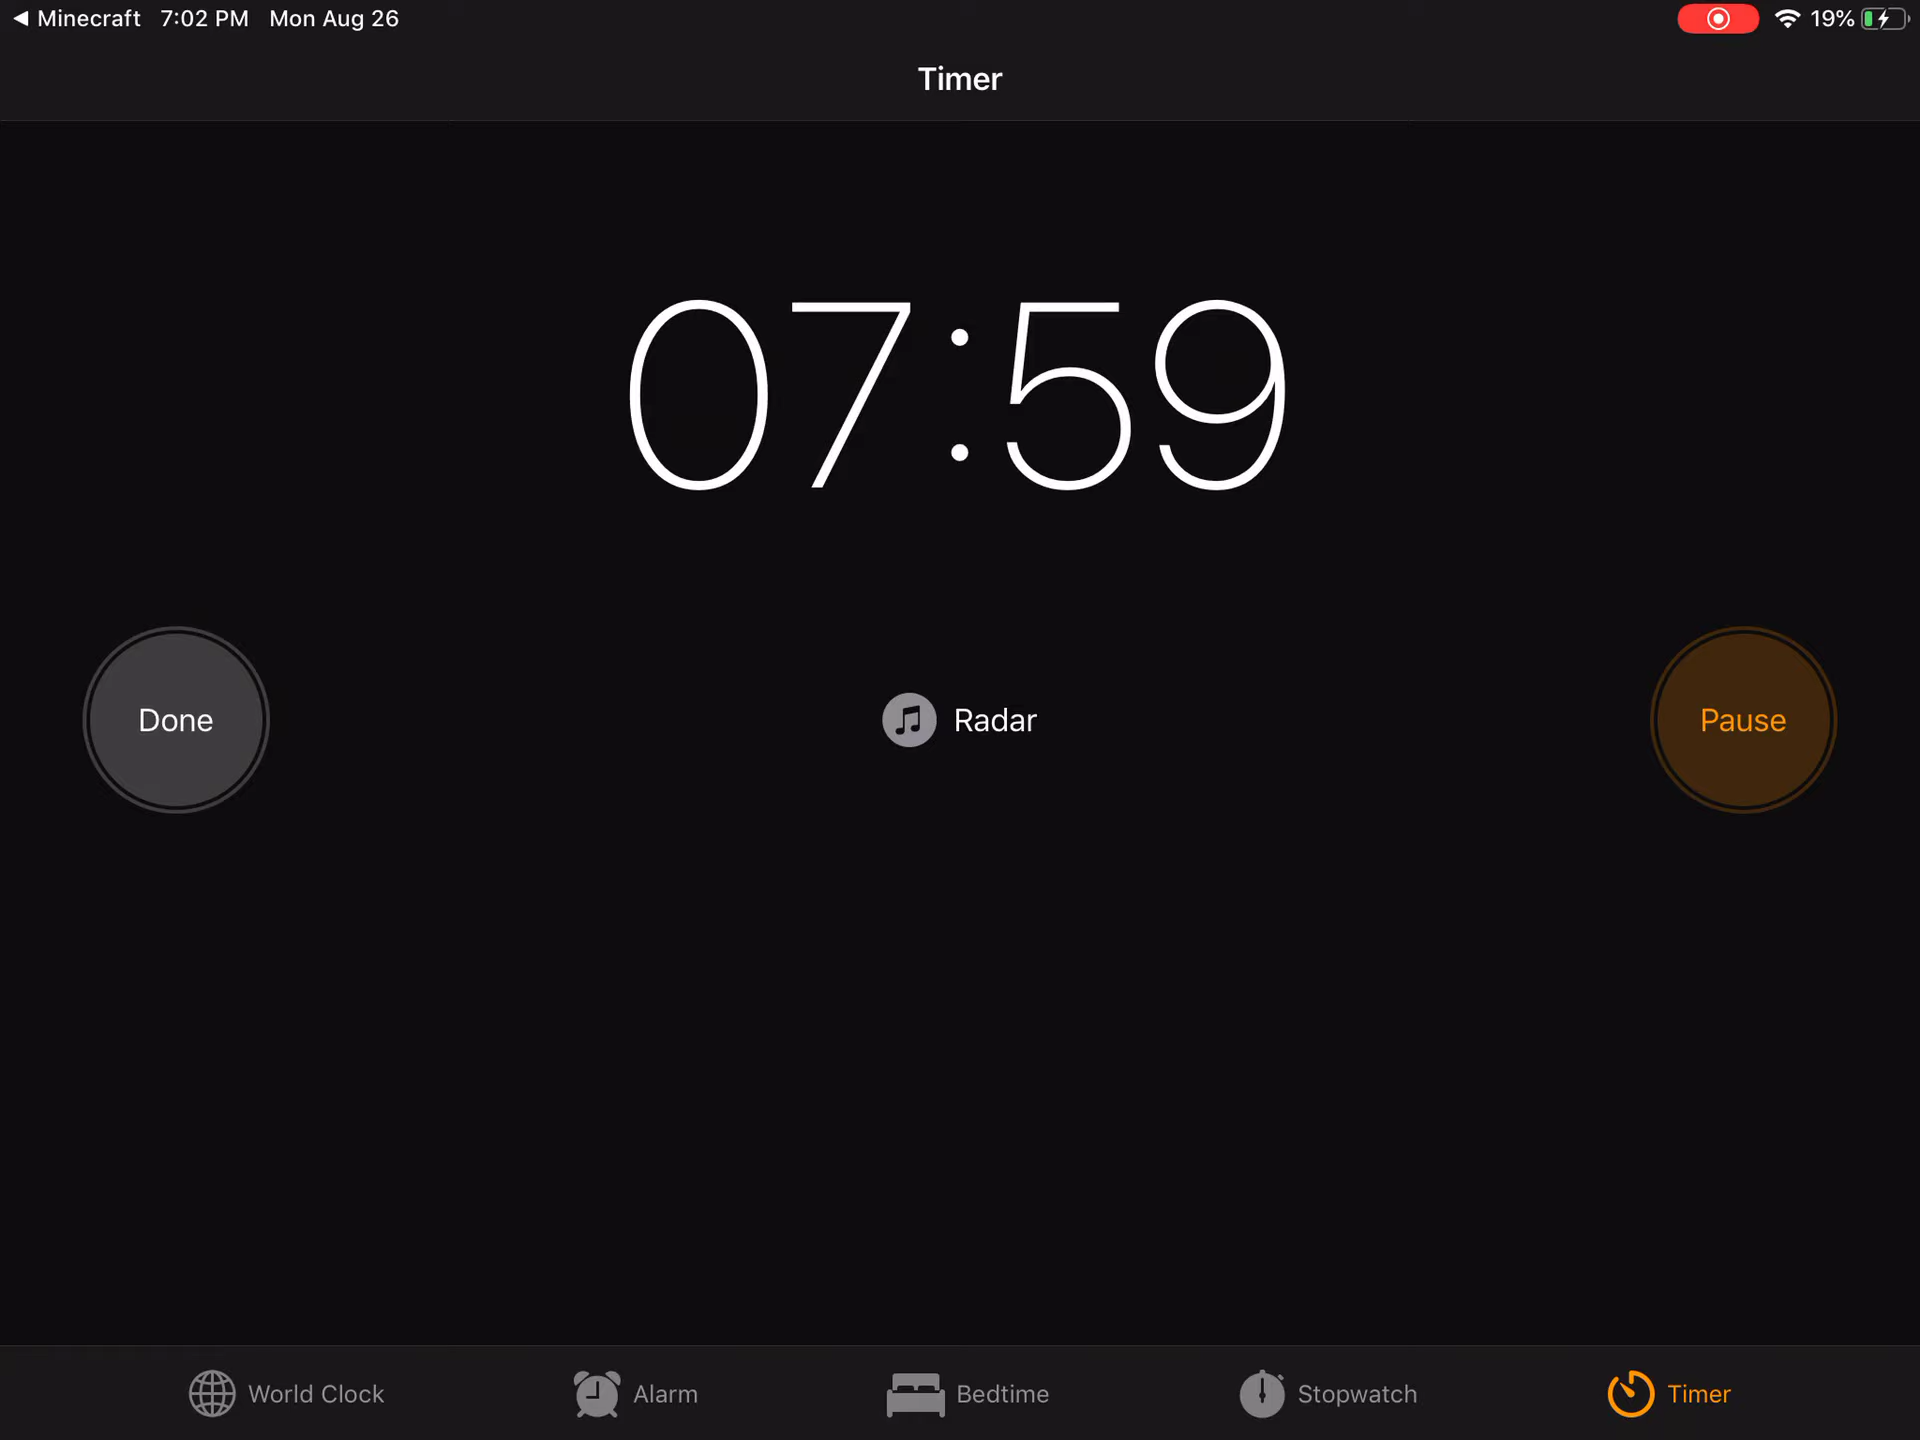 Minecraft 7:02 PM Mon Aug 26 19%
Timer
07:59
Done Radar Pause
World Clock Alarm Bedtime Stopwatch Timer